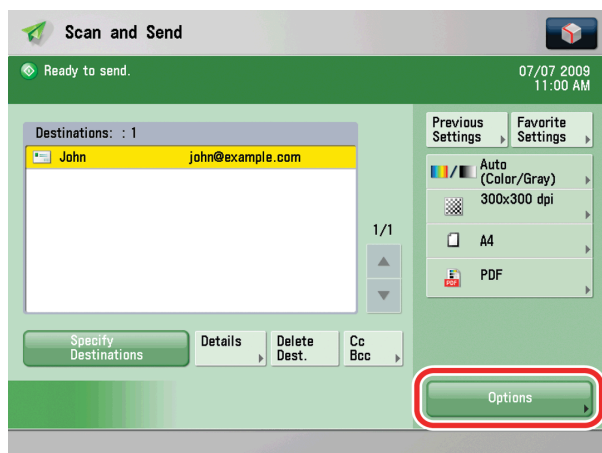 Scan and Send
Ready to send.
07/07 2009
11:00 AM
Destinations: : 1
John john@example.com
1/1
Specify
Destinations
Details
Delete
Dest.
Cc
Bcc
Previous
Settings
Favorite
Settings
Auto
(Color/Gray)
300x300 dpi
A4
PDF
PDF
Options